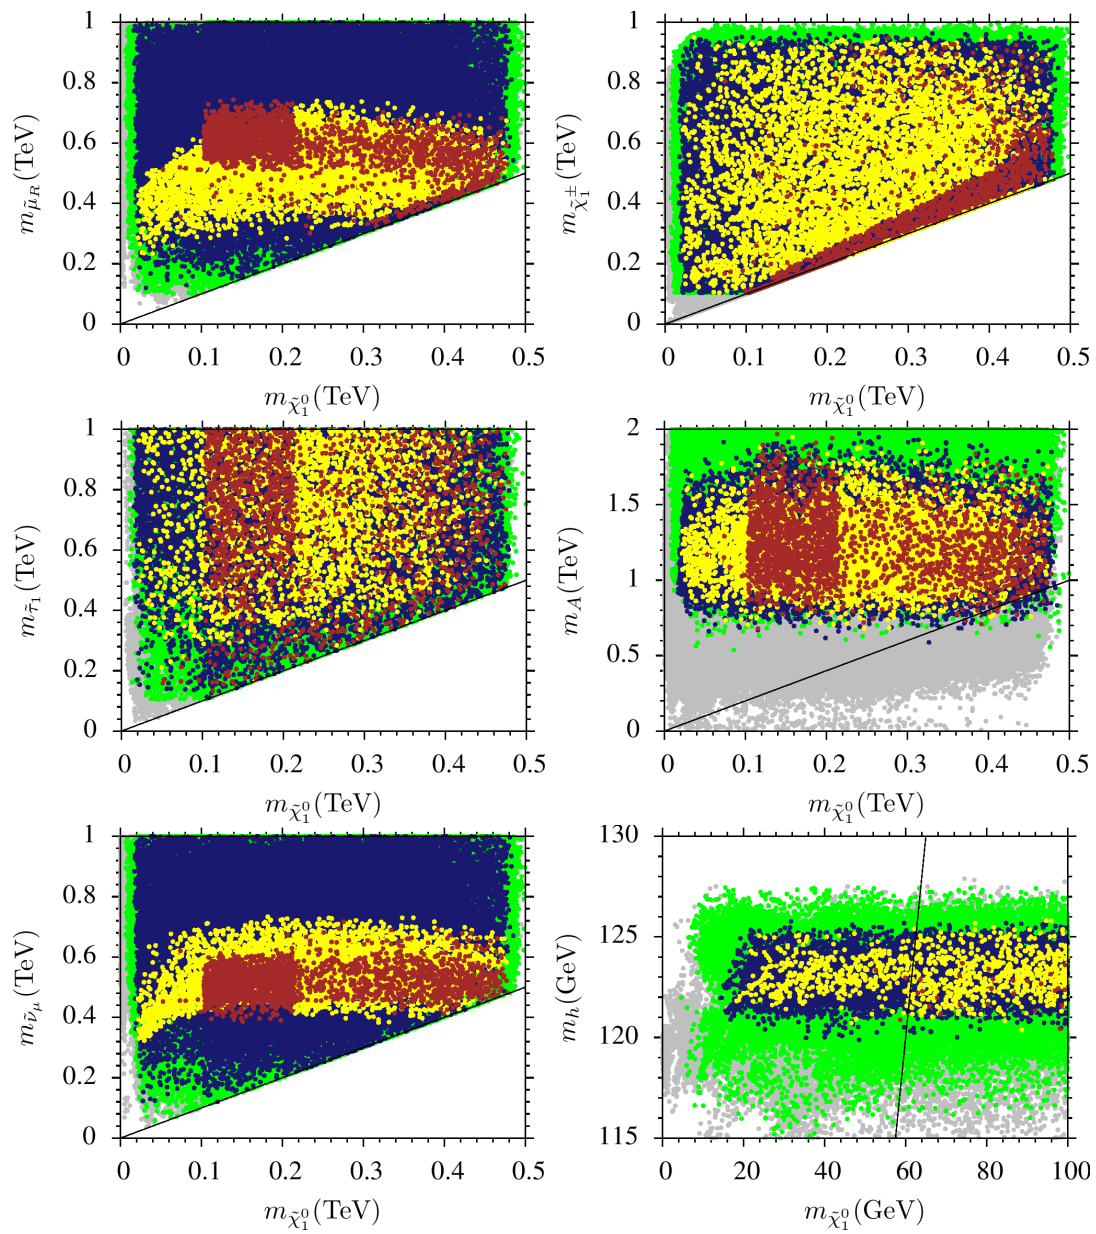 1
0.8
0.6
0.4
0.2
0
m_{\tilde{\mu}_R}(TeV)
0 0.1 0.2 0.3 0.4 0.5
m_{\tilde{\chi}_1^0}(TeV)
1
0.8
0.6
0.4
0.2
0
m_{\tilde{\chi}_1^±}(TeV)
0 0.1 0.2 0.3 0.4 0.5
m_{\tilde{\chi}_1^0}(TeV)
1
0.8
0.6
0.4
0.2
0
m_{\tilde{\tau}_1}(TeV)
0 0.1 0.2 0.3 0.4 0.5
m_{\tilde{\chi}_1^0}(TeV)
2
1.5
1
0.5
0
m_A(TeV)
0 0.1 0.2 0.3 0.4 0.5
m_{\tilde{\chi}_1^0}(TeV)
1
0.8
0.6
0.4
0.2
0
m_{\tilde{\nu}_μ}(TeV)
0 0.1 0.2 0.3 0.4 0.5
m_{\tilde{\chi}_1^0}(TeV)
130
125
120
115
m_h(GeV)
0 20 40 60 80 100
m_{\tilde{\chi}_1^0}(GeV)